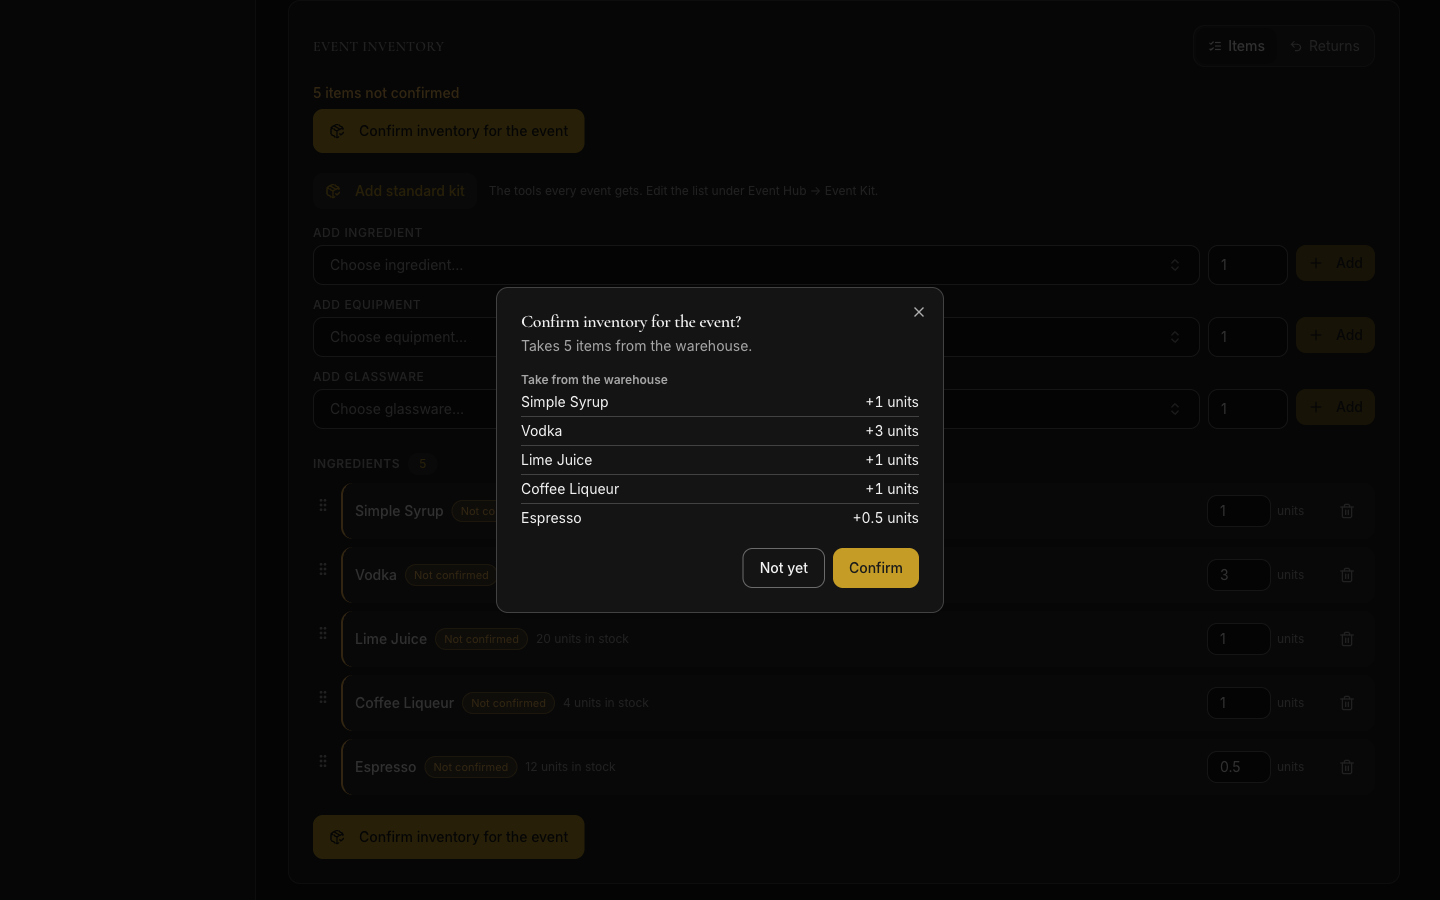 EVENT INVENTORY
Items
Returns
5 items not confirmed
Confirm inventory for the event
Add standard kit
The tools every event gets. Edit the list under Event Hub → Event Kit.
ADD INGREDIENT
Choose ingredient...
1
Add
ADD EQUIPMENT
Choose equipment...
1
Add
ADD GLASSWARE
Choose glassware...
1
Add
Confirm inventory for the event?
Takes 5 items from the warehouse.
Take from the warehouse
Simple Syrup +1 units
Vodka +3 units
Lime Juice +1 units
Coffee Liqueur +1 units
Espresso +0.5 units
Not yet
Confirm
INGREDIENTS 5
Simple Syrup
1 units
Vodka Not confirmed
3 units
Lime Juice Not confirmed 20 units in stock
1 units
Coffee Liqueur Not confirmed 4 units in stock
1 units
Espresso Not confirmed 12 units in stock
0.5 units
Confirm inventory for the event